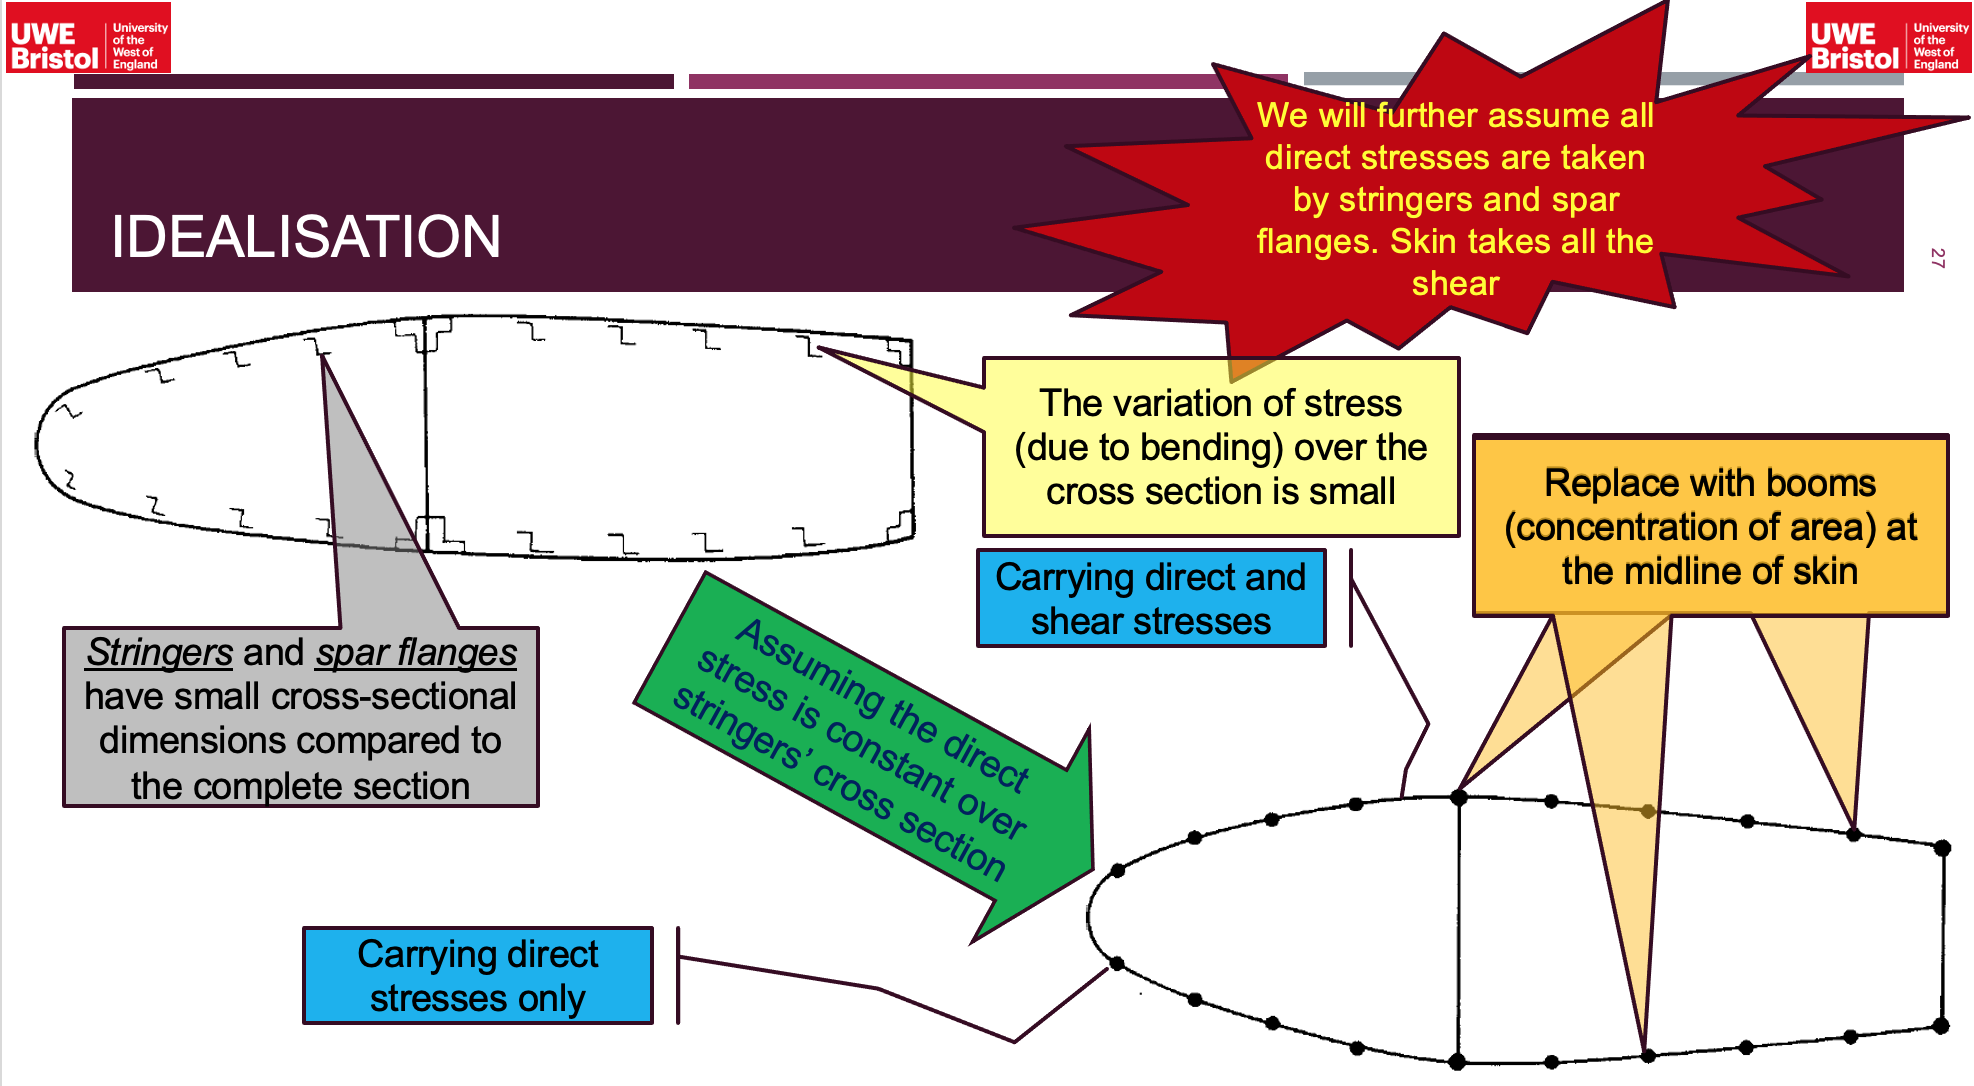 UWE
Bristol
University
of the
West of
England
UWE
Bristol
University
of the
West of
England
We will further assume all
direct stresses are taken
by stringers and spar
flanges. Skin takes all the
shear
IDEALISATION
27
The variation of stress
(due to bending) over the
cross section is small
Replace with booms
(concentration of area) at
the midline of skin
Carrying direct and
shear stresses
Stringers and spar flanges
have small cross-sectional
dimensions compared to
the complete section
Assuming the direct
stress is constant over
stringers’ cross section
Carrying direct
stresses only